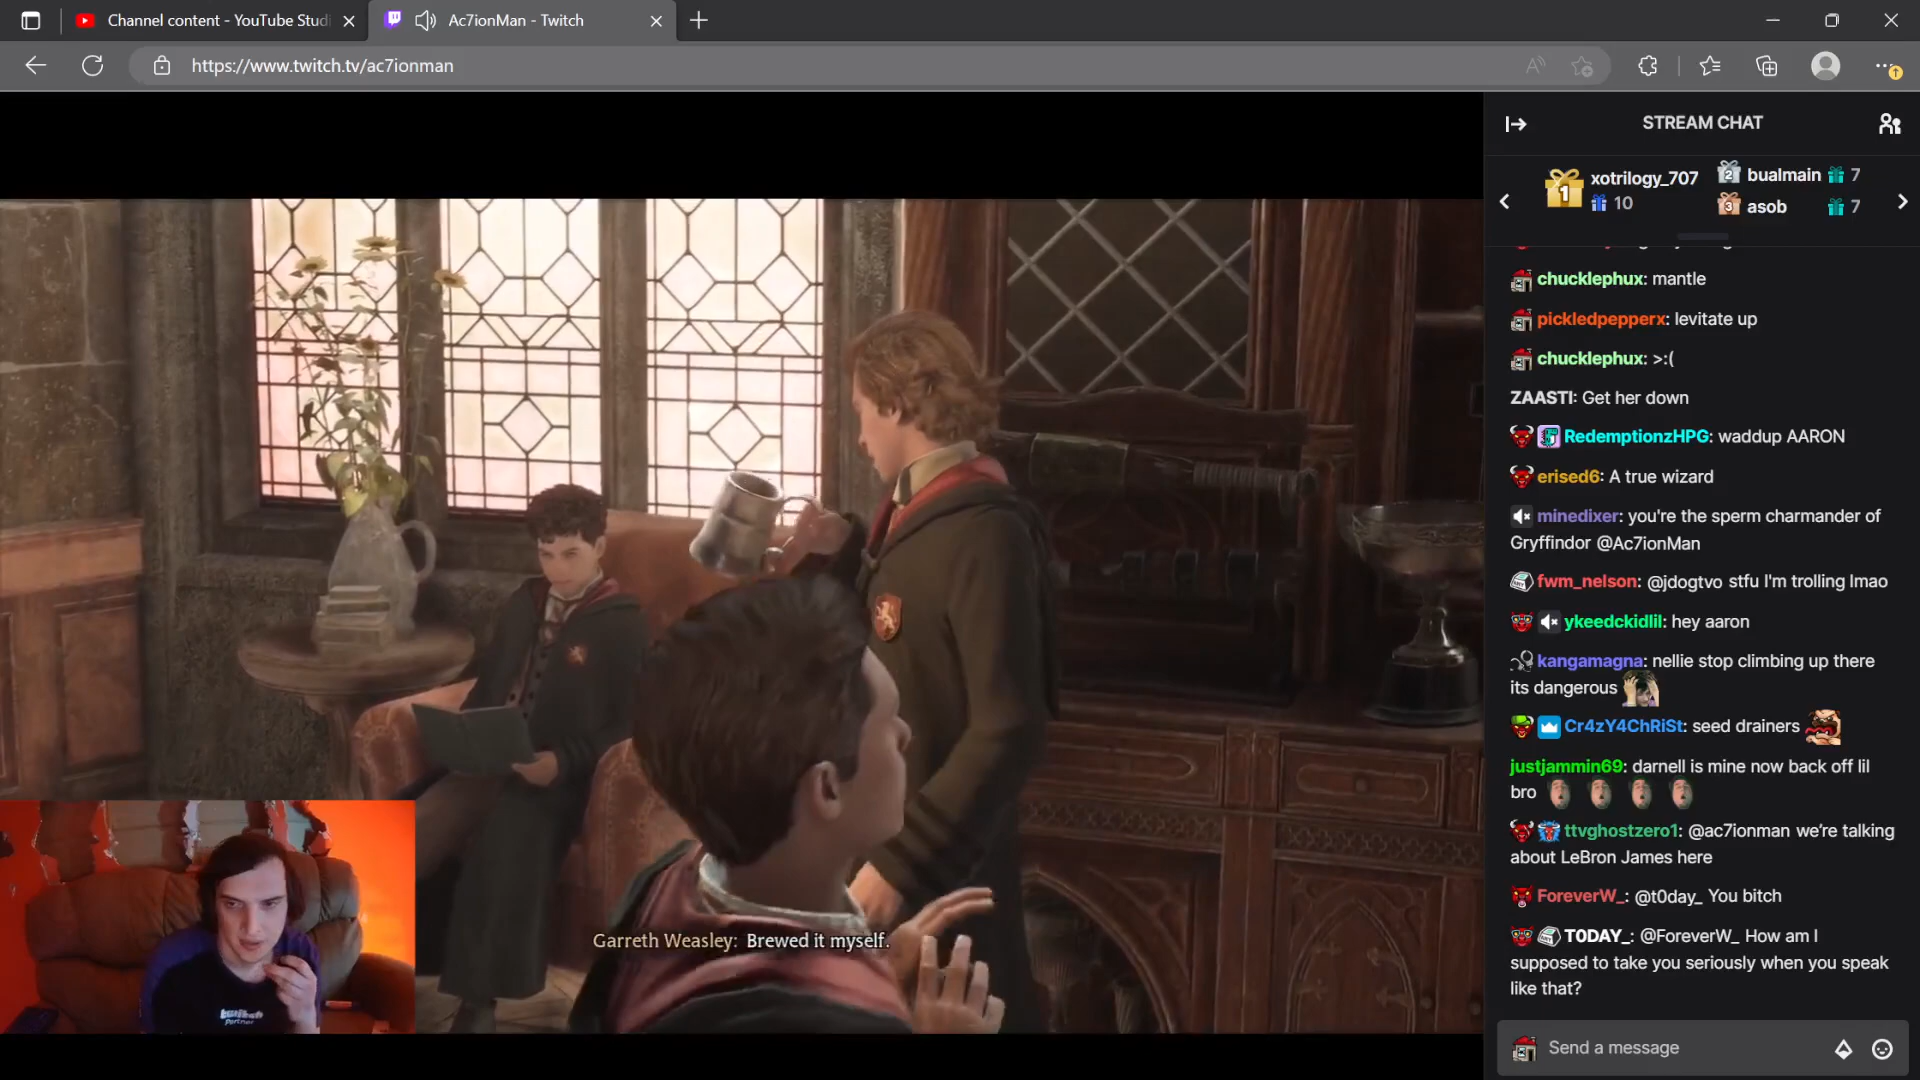 Channel content - YouTube Studi
Ac7ionMan - Twitch
https://www.twitch.tv/ac7ionman
STREAM CHAT
1 xotrilogy_707
10
2 bualmain 7
3 asob 7
chucklephux: mantle
pickledpepperx: levitate up
chucklephux: >:(
ZAASTI: Get her down
RedemptionzHPG: waddup AARON
erised6: A true wizard
minedixer: you're the sperm charmander of
Gryffindor @Ac7ionMan
fwm_nelson: @jdogtvo stfu I'm trolling lmao
ykeedckidlil: hey aaron
kangamagna: nellie stop climbing up there
its dangerous
Cr4zY4ChRiSt: seed drainers
justjammin69: darnell is mine now back off lil
bro
ttvghostzero1: @ac7ionman we're talking
about LeBron James here
ForeverW_: @t0day_ You bitch
T0DAY_: @ForeverW_ How am I
supposed to take you seriously when you speak
like that?
Send a message
Garreth Weasley: Brewed it myself.
Partner